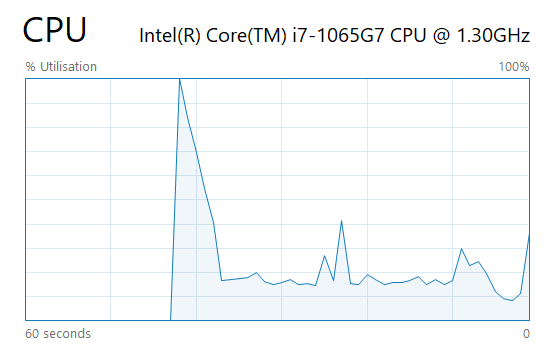 CPU Intel(R) Core(TM) i7-1065G7 CPU @ 1.30GHz
% Utilisation 100%
60 seconds 0